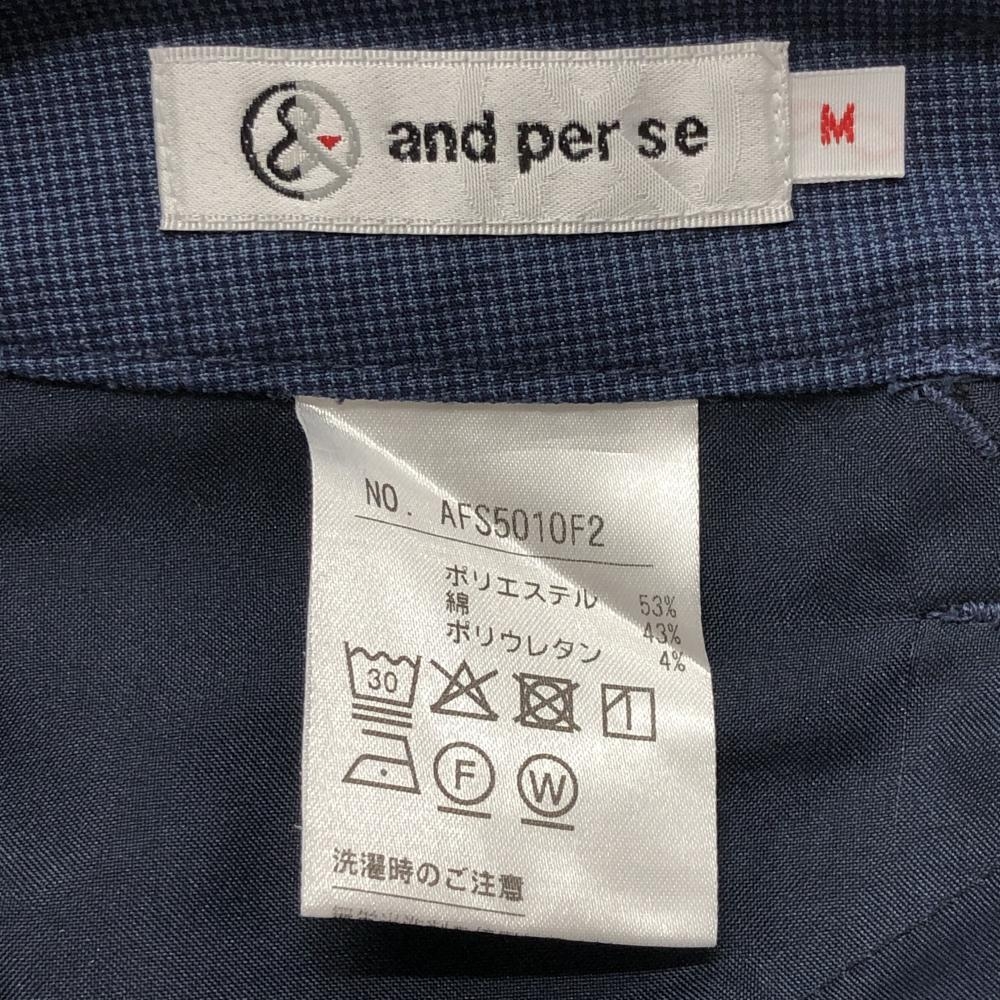 and per se
M
NO. AFS5010F2
ポリエステル 53%
綿 43%
ポリウレタン 4%
30
F
W
洗濯時のご注意